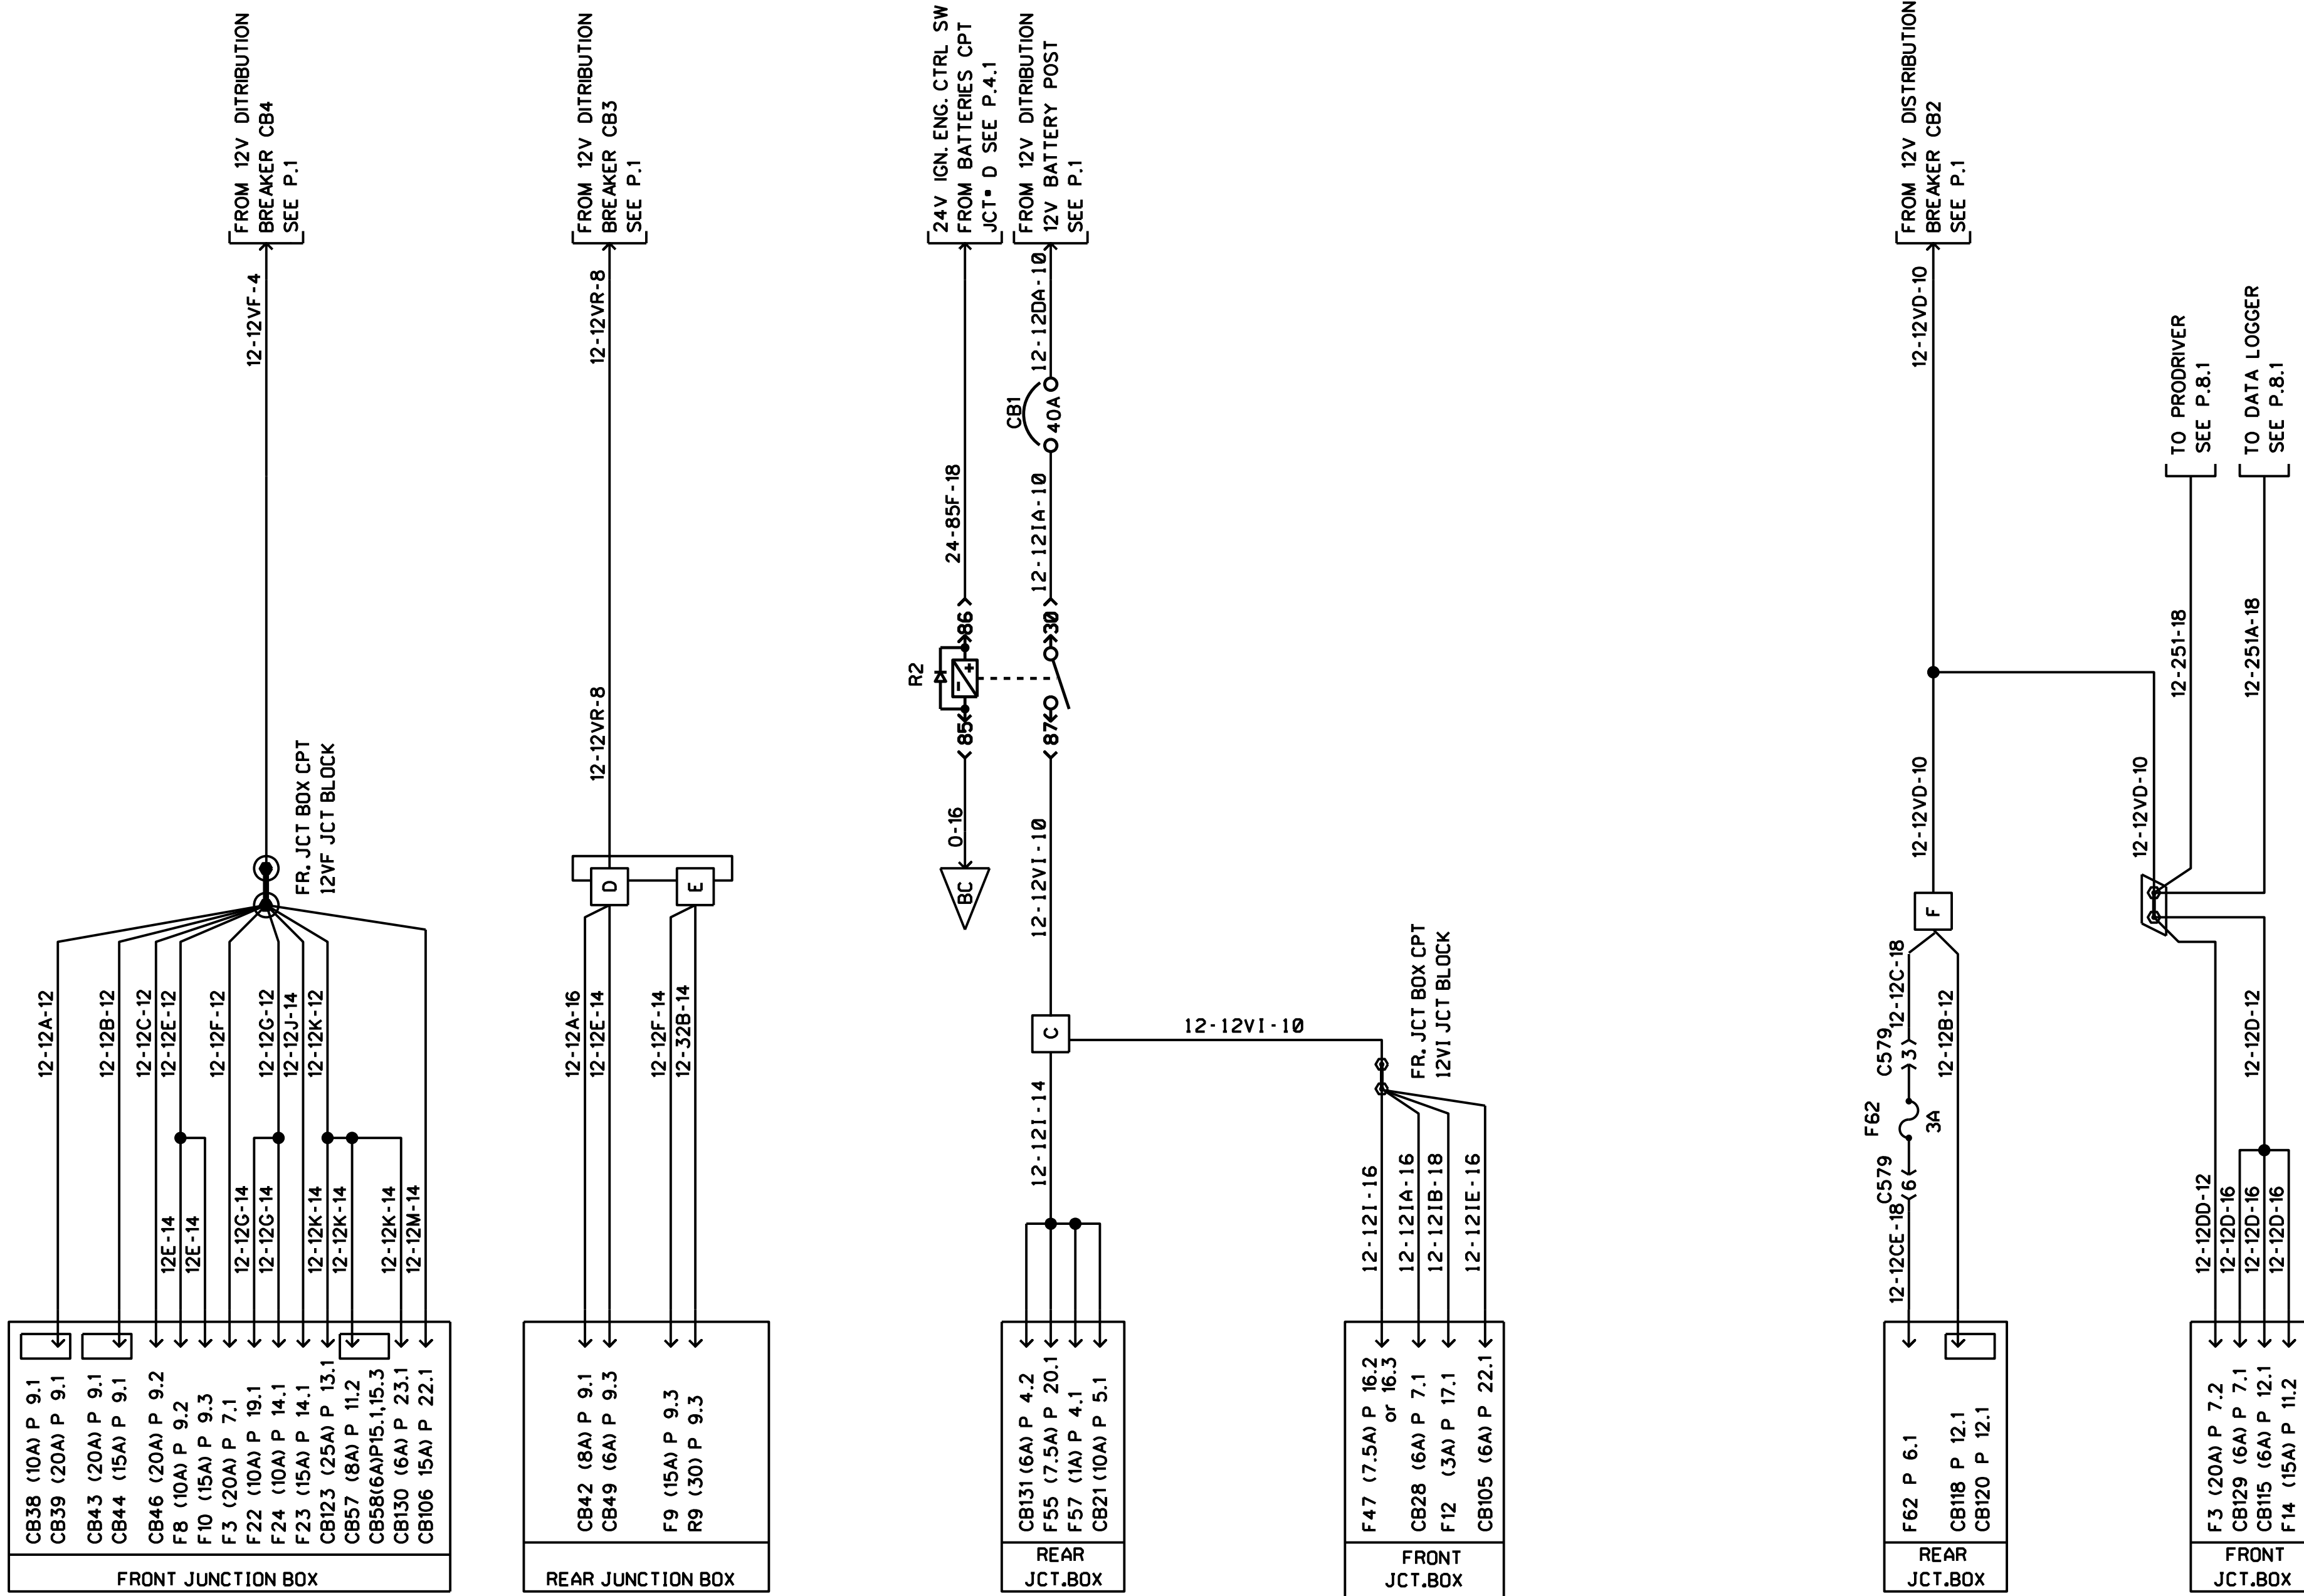 FROM 12V DITRIBUTION
BREAKER CB4
SEE P.1
12-12VF-4
FR. JCT BOX CPT
12VF JCT BLOCK
12-12A-12
12-12B-12
12-12C-12
12-12E-12
12-12F-12
12-12G-12
12-12J-14
12-12K-12
12E-14
12E-14
12-12G-14
12-12G-14
12-12K-14
12-12K-14
12-12K-14
12-12M-14
CB38 (10A) P 9.1
CB39 (20A) P 9.1
CB43 (20A) P 9.1
CB44 (15A) P 9.1
CB46 (20A) P 9.2
F8 (10A) P 9.2
F10 (15A) P 9.3
F3 (20A) P 7.1
F22 (10A) P 19.1
F24 (10A) P 14.1
F23 (15A) P 14.1
CB123 (25A) P 13.1
CB57 (8A) P 11.2
CB58(6A)P15.1,15.3
CB130 (6A) P 23.1
CB106 15A) P 22.1
FRONT JUNCTION BOX
FROM 12V DITRIBUTION
BREAKER CB3
SEE P.1
12-12VR-8
12-12VR-8
D
E
12-12A-16
12-12E-14
12-12F-14
12-32B-14
CB42 (8A) P 9.1
CB49 (6A) P 9.3
F9 (15A) P 9.3
R9 (30) P 9.3
REAR JUNCTION BOX
24V IGN. ENG. CTRL SW
FROM BATTERIES CPT
JCT▪ D SEE P.4.1
FROM 12V DITRIBUTION
12V BATTERY POST
SEE P.1
12-12DA-10
CB1
40A
24-85F-18
12-12IA-10
86
30
R2
+
-
85
87
0-16
BC
12-12VI-10
C
12-12VI-10
FR. JCT BOX CPT
12VI JCT BLOCK
12-12I-14
12-12I-16
12-12IA-16
12-12IB-18
12-12IE-16
CB131 (6A) P 4.2
F55 (7.5A) P 20.1
F57 (1A) P 4.1
CB21 (10A) P 5.1
REAR
JCT.BOX
F47 (7.5A) P 16.2
or 16.3
CB28 (6A) P 7.1
F12 (3A) P 17.1
CB105 (6A) P 22.1
FRONT
JCT.BOX
FROM 12V DISTRIBUTION
BREAKER CB2
SEE P.1
12-12VD-10
TO PRODRIVER
SEE P.8.1
TO DATA LOGGER
SEE P.8.1
12-251-18
12-251A-18
12-12VD-10
12-12VD-10
F
12-12C-18
12-12B-12
C579
3
F62
3A
C579
6
12-12CE-18
12-12D-12
12-12DD-12
12-12D-16
12-12D-16
12-12D-16
F62 P 6.1
CB118 P 12.1
CB120 P 12.1
REAR
JCT.BOX
F3 (20A) P 7.2
CB129 (6A) P 7.1
CB115 (6A) P 12.1
F14 (15A) P 11.2
FRONT
JCT.BOX